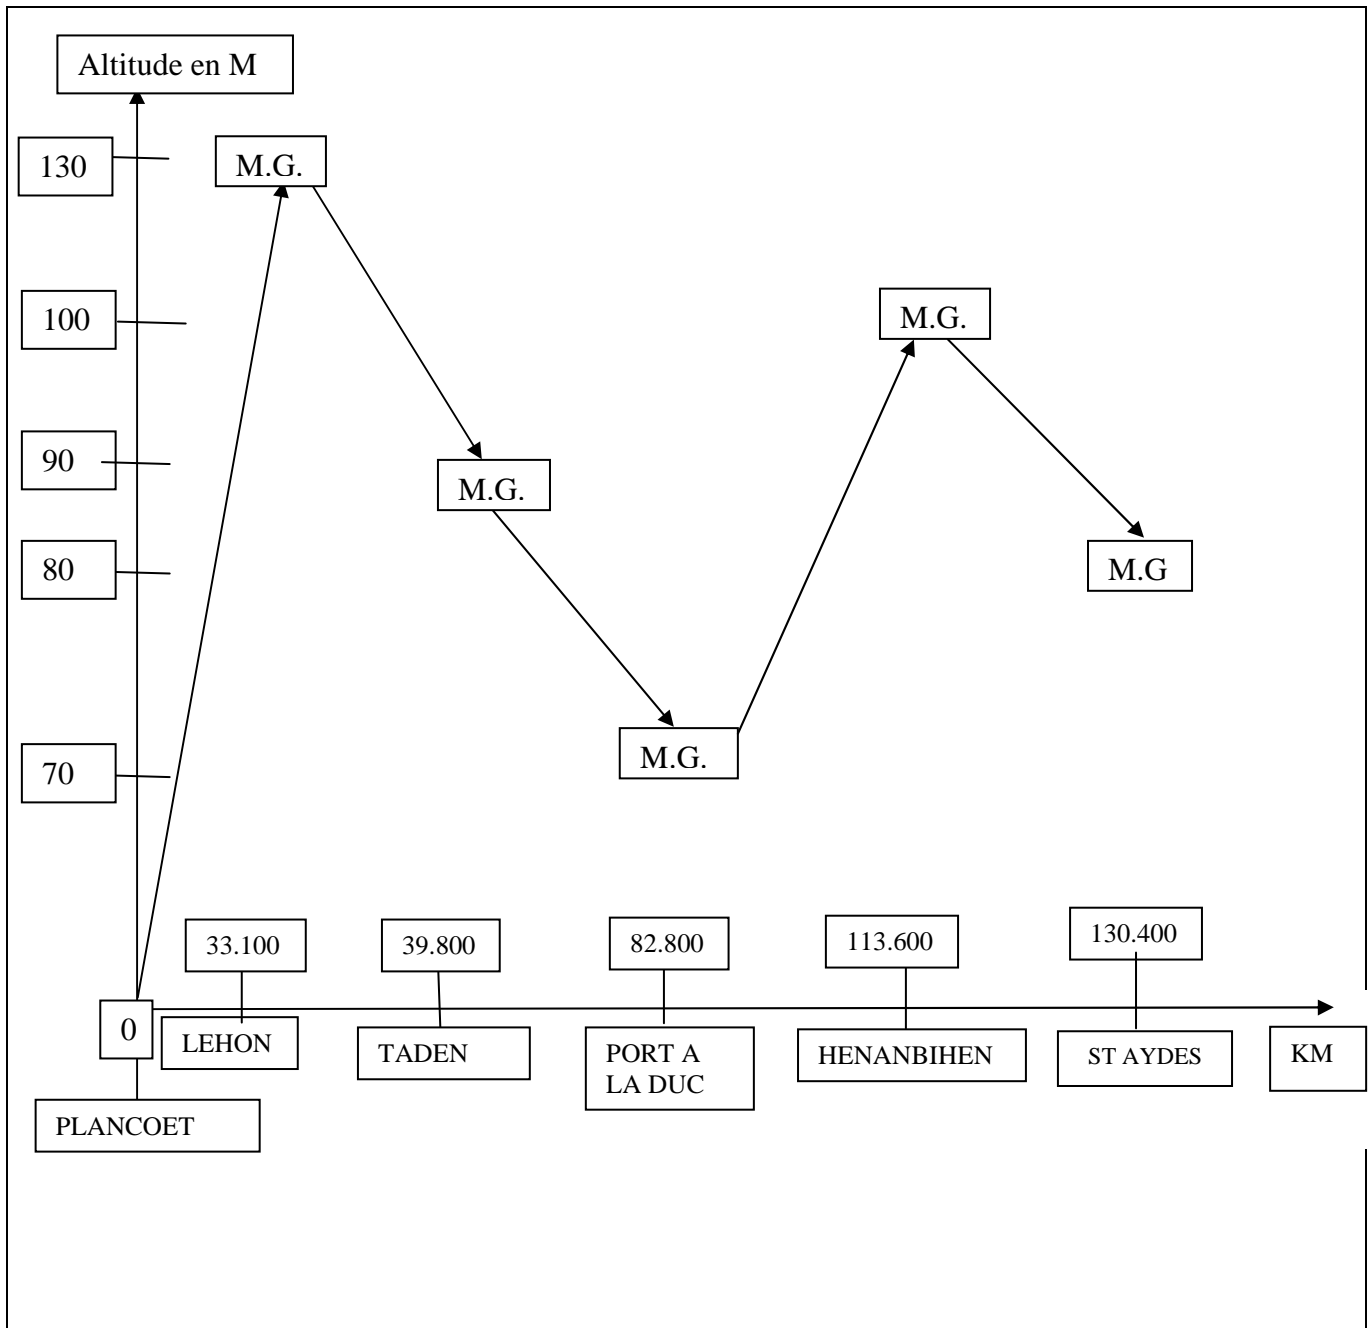 Altitude en M
130
M.G.
100
M.G.
90
M.G.
80
M.G
70
M.G.
33.100
39.800
82.800
113.600
130.400
0
LEHON
TADEN
PORT A
LA DUC
HENANBIHEN
ST AYDES
KM
PLANCOET